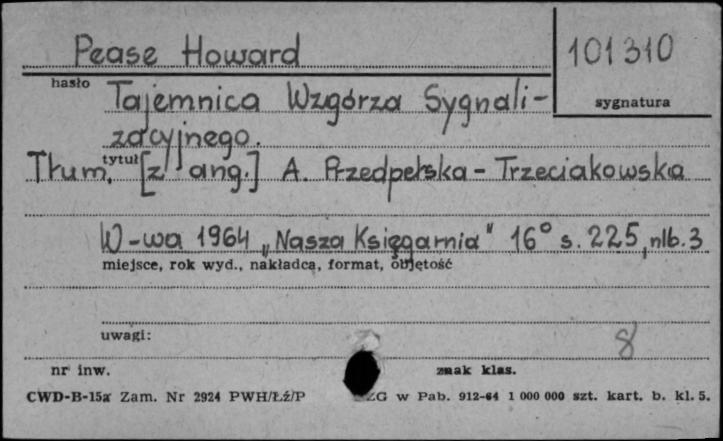 Pease Howard
101310
hasło
sygnatura
Tajemnica Wzgórza Sygnali-
zacyjnego.
tytuł
Tłum. [z ang.] A. Przedpełska-Trzeciakowska
W-wa 1964 „Nasza Księgarnia" 16° s. 225, nlb. 3
miejsce, rok wyd., nakładca, format, objętość
uwagi:
8
nr inw.
znak klas.
CWD-B-15a Zam. Nr 2924 PWH/Łź/P
ZG w Pab. 912-64 1 000 000 szt. kart. b. kl. 5.